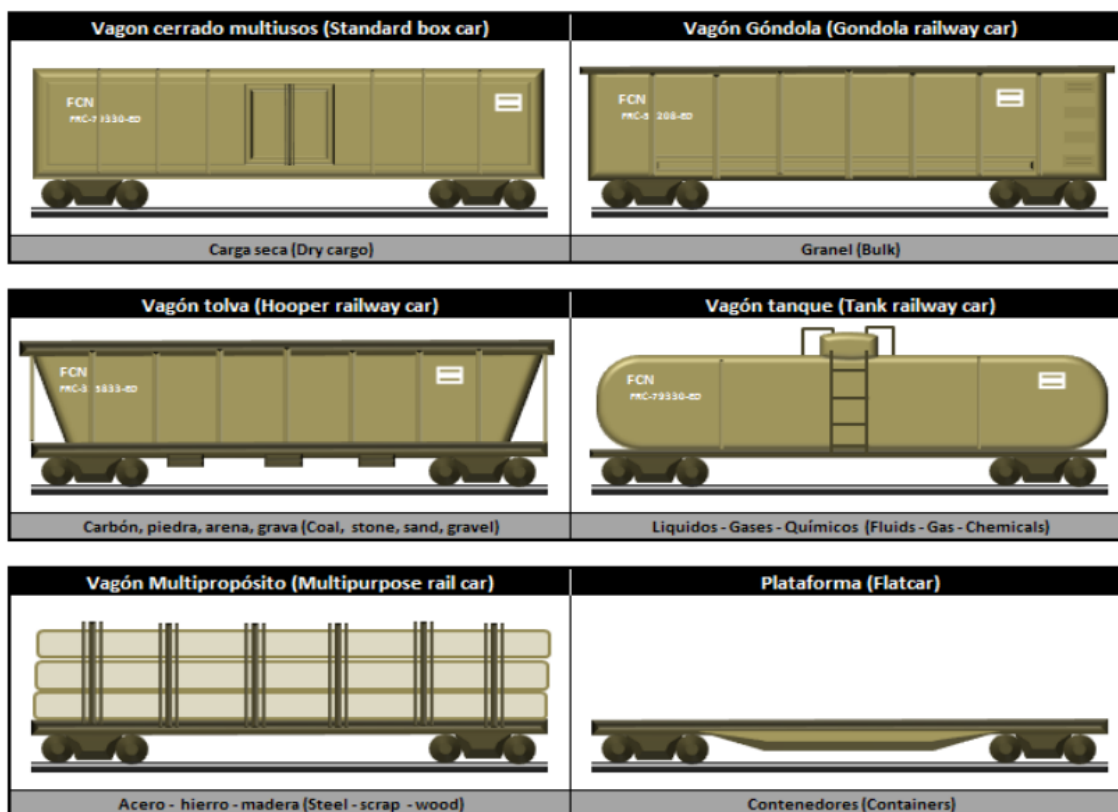 Vagon cerrado multiusos (Standard box car)
Vagón Góndola (Gondola railway car)
FCN
FCN
Carga seca (Dry cargo)
Granel (Bulk)
Vagón tolva (Hooper railway car)
Vagón tanque (Tank railway car)
FCN
FCN
PRC-79330-ED
Carbón, piedra, arena, grava (Coal, stone, sand, gravel)
Liquidos - Gases - Químicos (Fluids - Gas - Chemicals)
Vagón Multipropósito (Multipurpose rail car)
Plataforma (Flatcar)
Acero - hierro - madera (Steel - scrap - wood)
Contenedores (Containers)